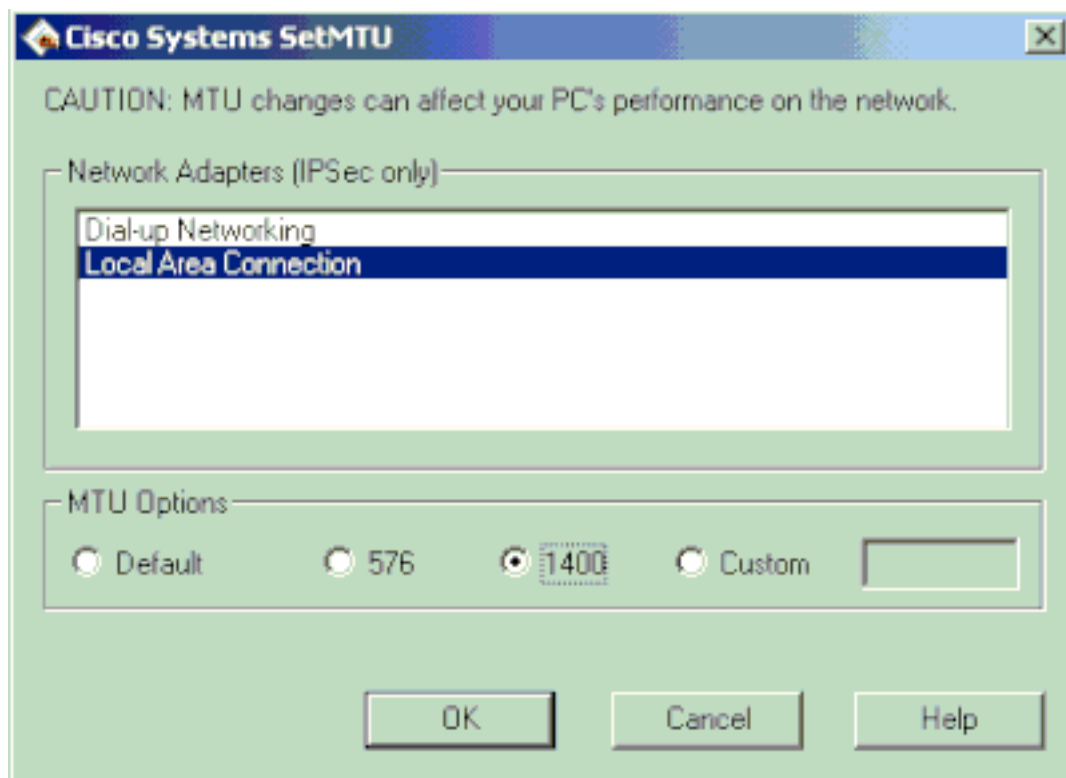 Cisco Systems SetMTU
CAUTION: MTU changes can affect your PC's performance on the network.
Network Adapters (IPSec only)
Dial-up Networking
Local Area Connection
MTU Options
Default 576 1400 Custom
OK Cancel Help